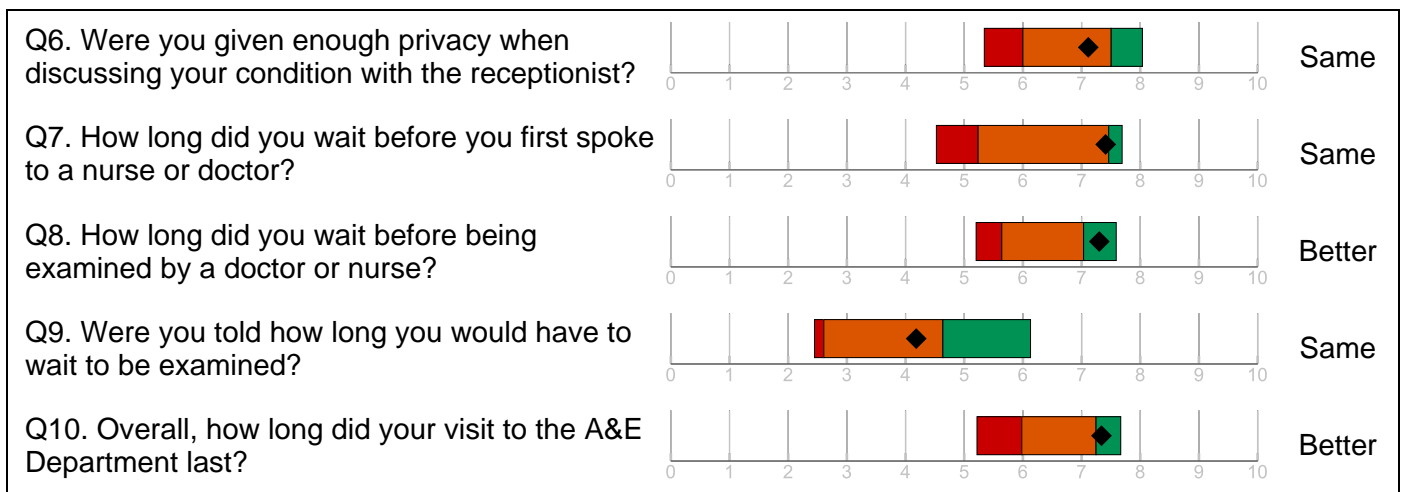 Q6. Were you given enough privacy when
discussing your condition with the receptionist?
0 1 2 3 4 5 6 7 8 9 10
Same
Q7. How long did you wait before you first spoke
to a nurse or doctor?
0 1 2 3 4 5 6 7 8 9 10
Same
Q8. How long did you wait before being
examined by a doctor or nurse?
0 1 2 3 4 5 6 7 8 9 10
Better
Q9. Were you told how long you would have to
wait to be examined?
0 1 2 3 4 5 6 7 8 9 10
Same
Q10. Overall, how long did your visit to the A&E
Department last?
0 1 2 3 4 5 6 7 8 9 10
Better